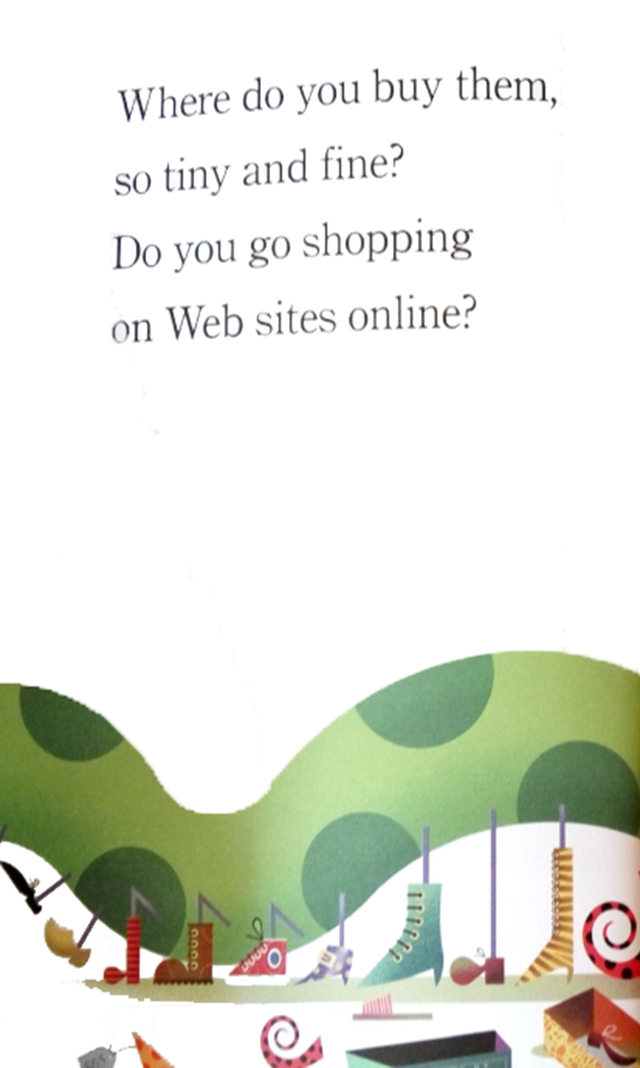 Where do you buy them,
so tiny and fine?
Do you go shopping
on Web sites online?